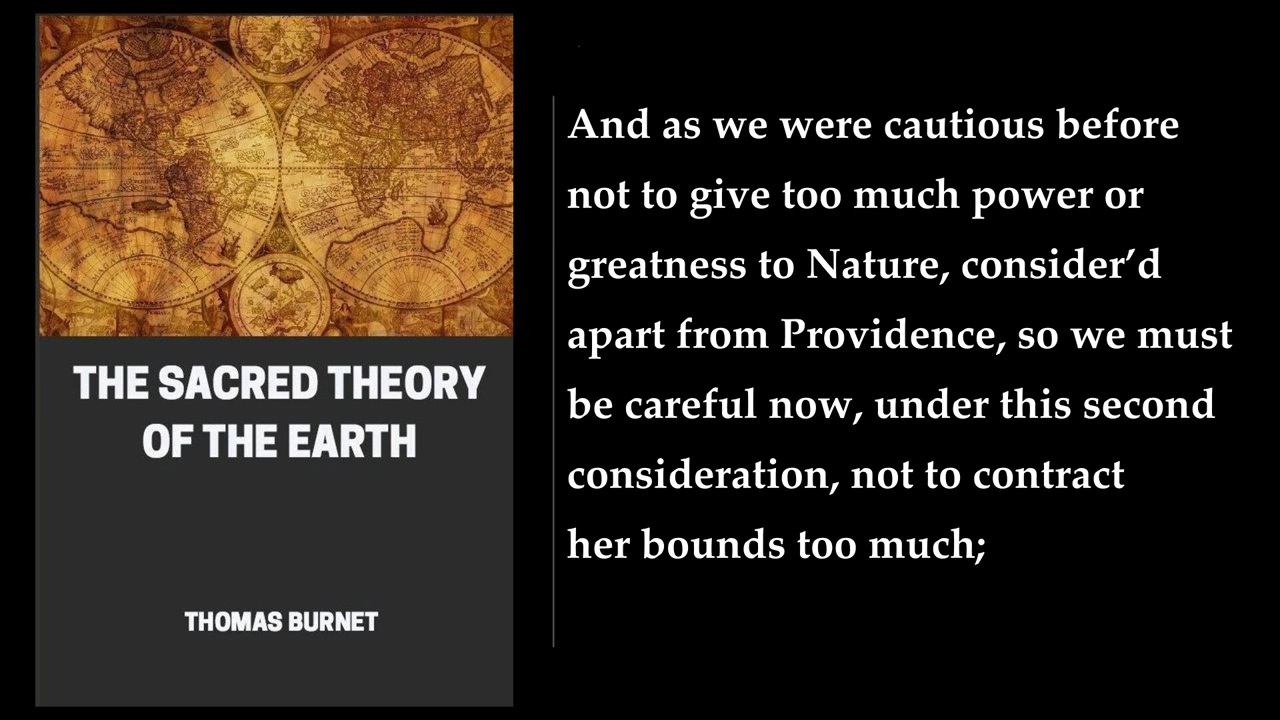 THE SACRED THEORY
OF THE EARTH
THOMAS BURNET
And as we were cautious before
not to give too much power or
greatness to Nature, consider’d
apart from Providence, so we must
be careful now, under this second
consideration, not to contract
her bounds too much;